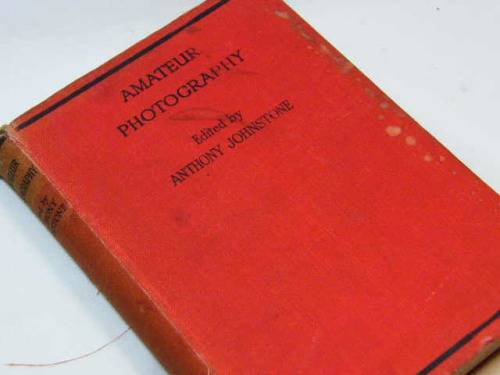 AMATEUR
PHOTOGRAPHY
Edited by
ANTHONY JOHNSTONE